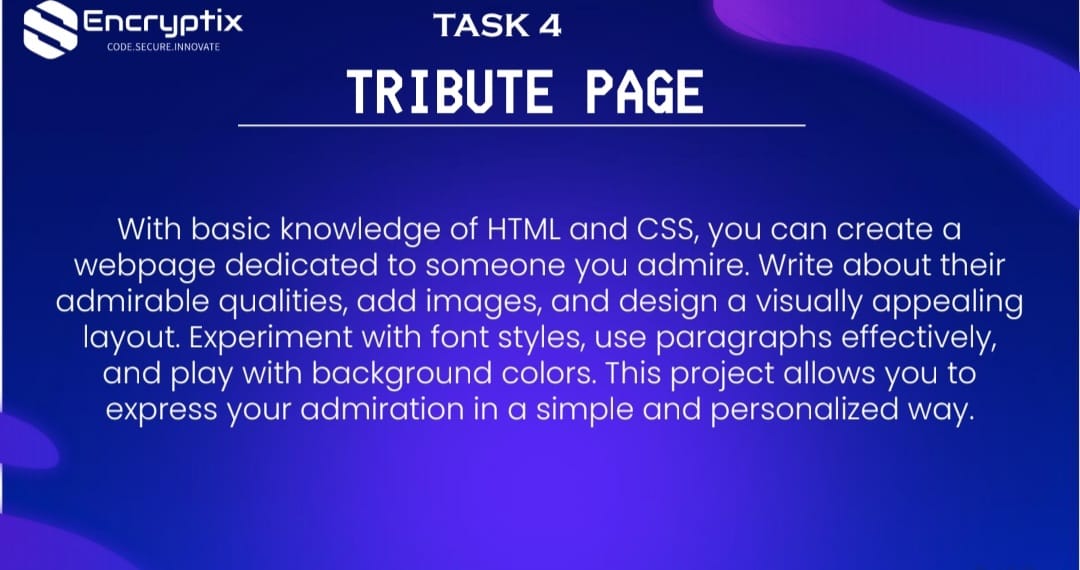 Encryptix
CODE.SECURE.INNOVATE
TASK 4
TRIBUTE PAGE
With basic knowledge of HTML and CSS, you can create a
webpage dedicated to someone you admire. Write about their
admirable qualities, add images, and design a visually appealing
layout. Experiment with font styles, use paragraphs effectively,
and play with background colors. This project allows you to
express your admiration in a simple and personalized way.